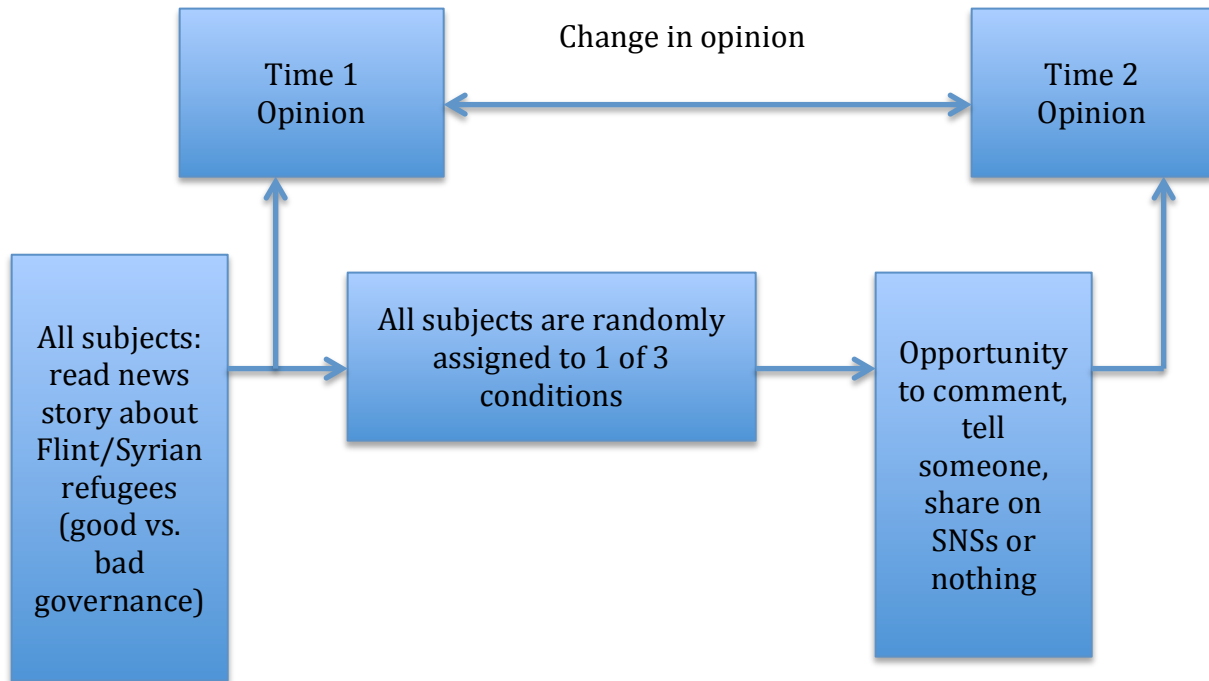 Time 1
Opinion
Change in opinion
Time 2
Opinion
All subjects:
read news
story about
Flint/Syrian
refugees
(good vs.
bad
governance)
All subjects are randomly
assigned to 1 of 3
conditions
Opportunity
to comment,
tell
someone,
share on
SNSs or
nothing